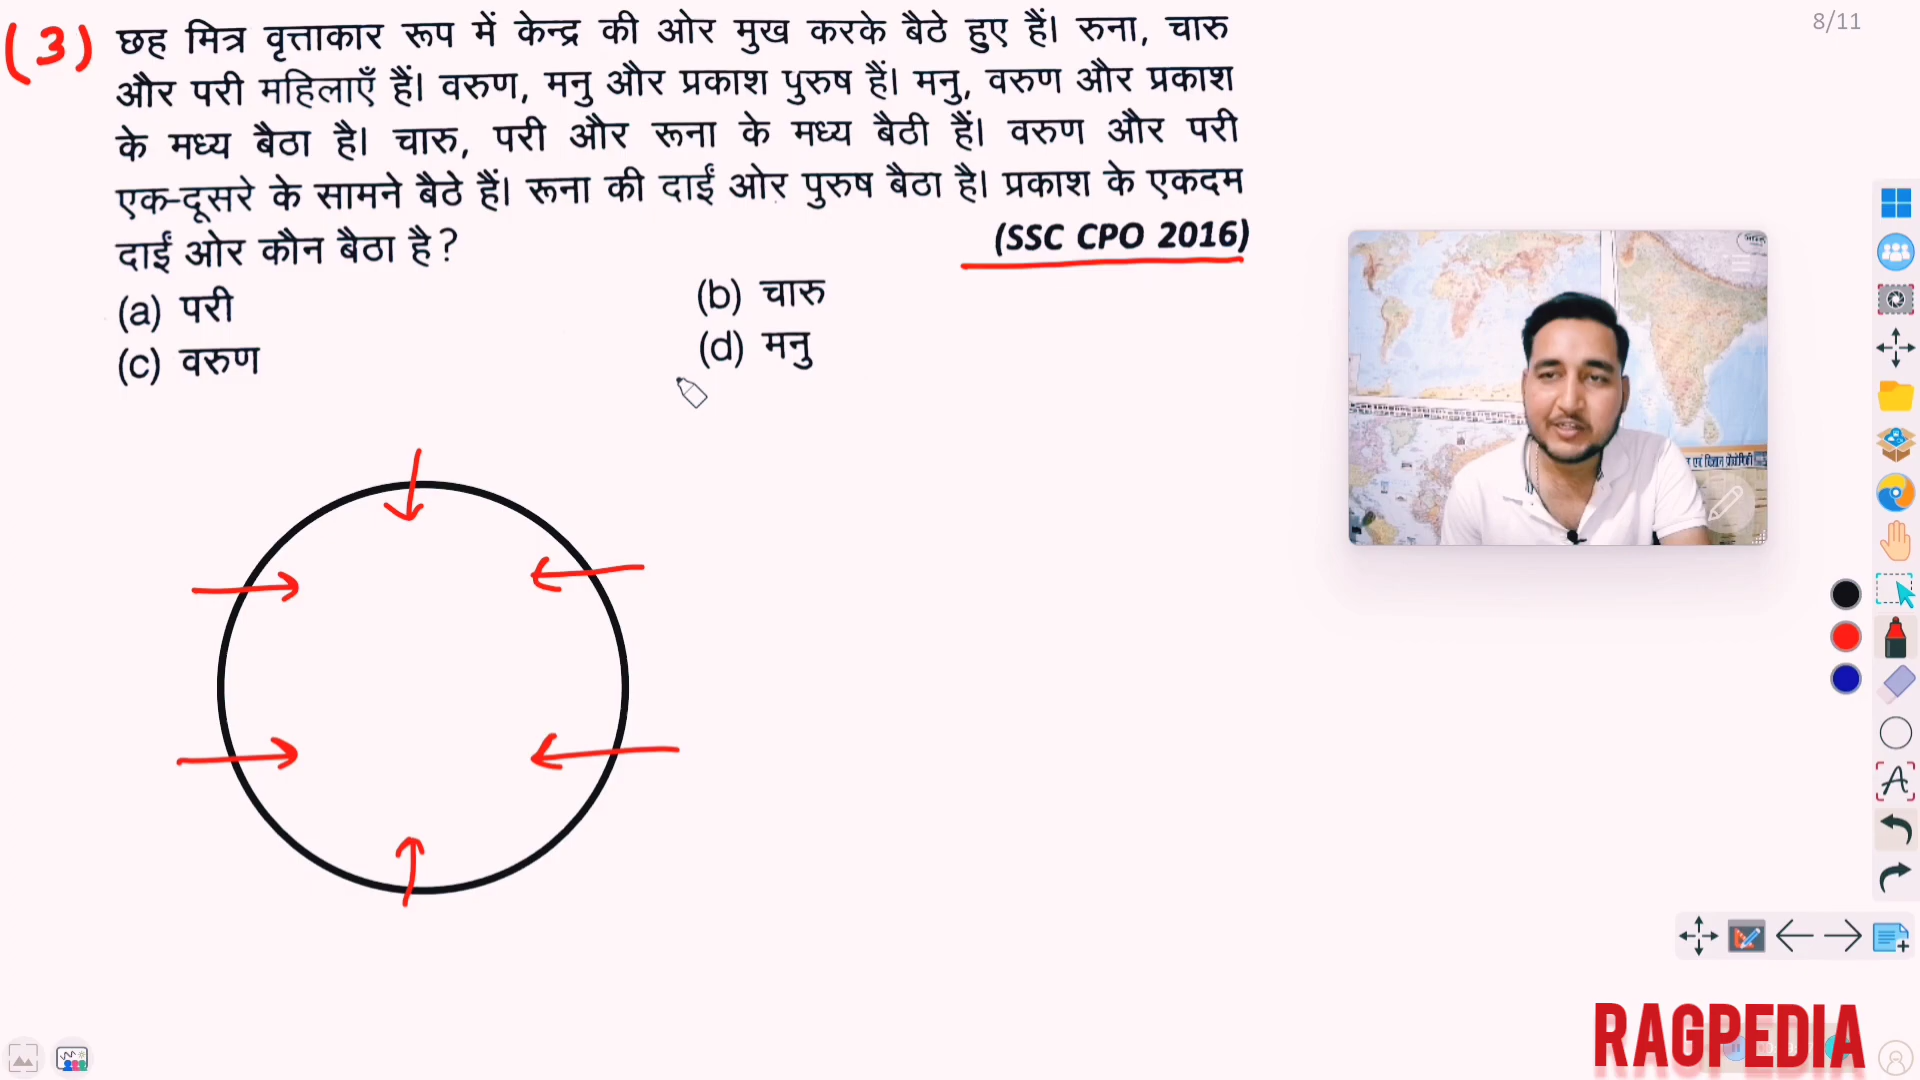 8/11
(3) छह मित्र वृत्ताकार रूप में केन्द्र की ओर मुख करके बैठे हुए हैं। रुना, चारु
और परी महिलाएँ हैं। वरुण, मनु और प्रकाश पुरुष हैं। मनु, वरुण और प्रकाश
के मध्य बैठा है। चारु, परी और रूना के मध्य बैठी हैं। वरुण और परी
एक-दूसरे के सामने बैठे हैं। रूना की दाईं ओर पुरुष बैठा है। प्रकाश के एकदम
दाईं ओर कौन बैठा है?
(SSC CPO 2016)
(a) परी (b) चारु
(c) वरुण (d) मनु
RAGPEDIA